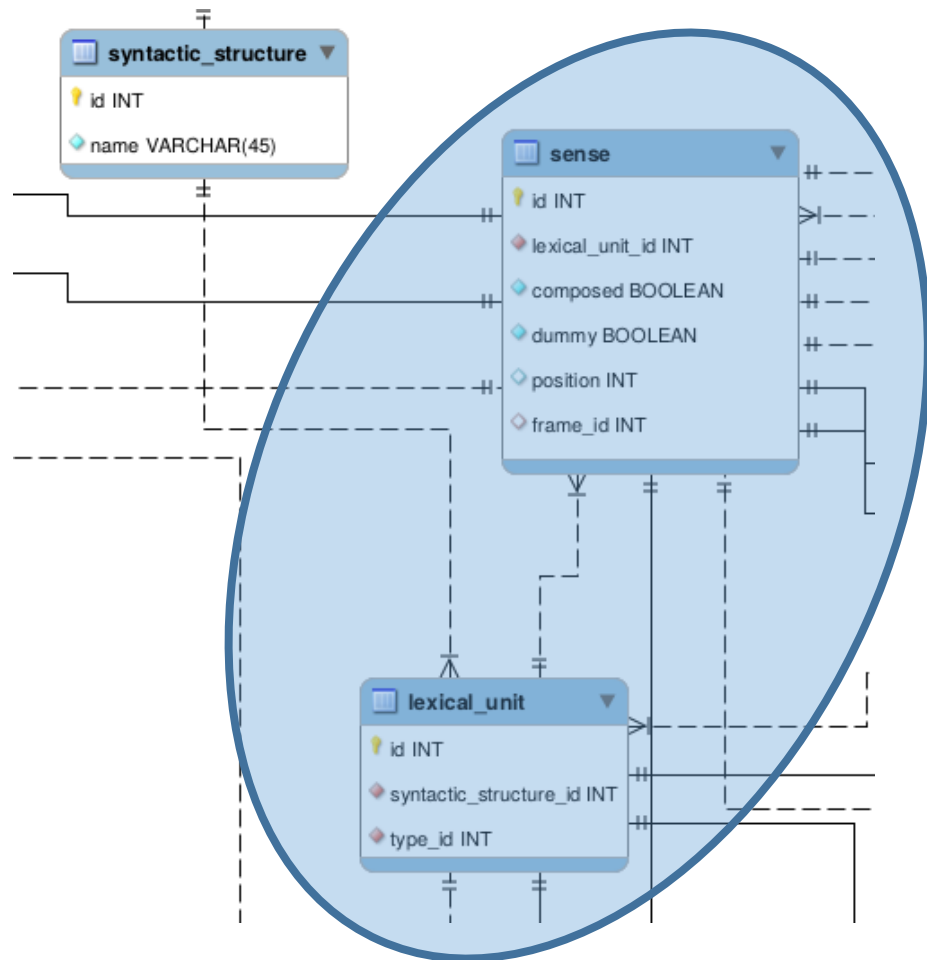 syntactic_structure
id INT
name VARCHAR(45)
sense
id INT
lexical_unit_id INT
composed BOOLEAN
dummy BOOLEAN
position INT
frame_id INT
lexical_unit
id INT
syntactic_structure_id INT
type_id INT